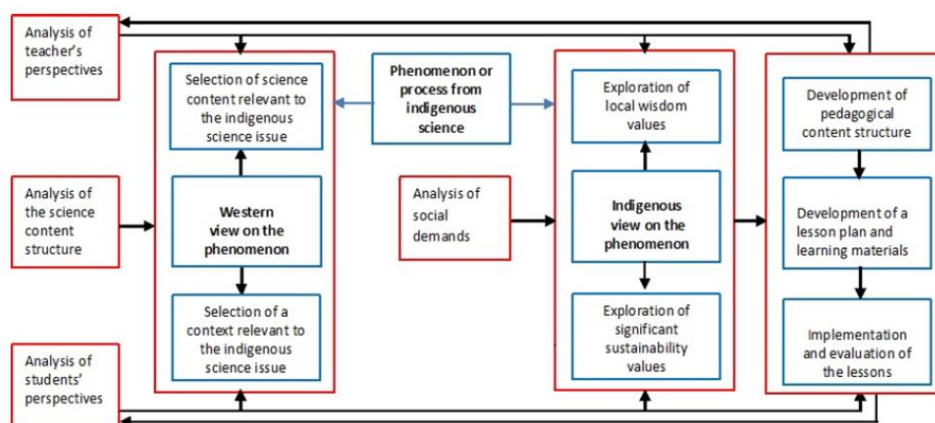 Analysis of
teacher's
perspectives
Selection of science
content relevant to
the indigenous
science issue
Phenomenon or
process from
indigenous
science
Exploration of
local wisdom
values
Development of
pedagogical
content structure
Analysis of
the science
content
structure
Western
view on the
phenomenon
Analysis of
social
demands
Indigenous
view on the
phenomenon
Development of a
lesson plan and
learning materials
Selection of a
context relevant to
the indigenous
science issue
Exploration of
significant
sustainability
values
Implementation
and evaluation of
the lessons
Analysis of
students'
perspectives